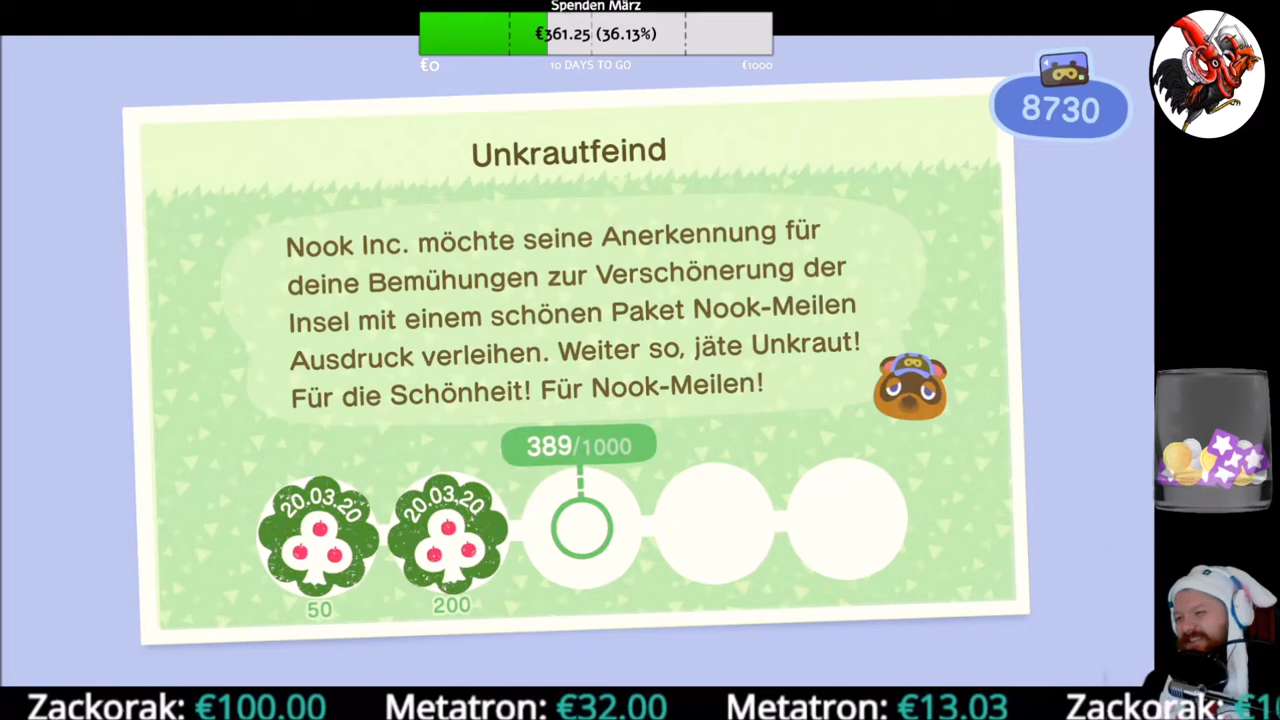 Spenden März
€361.25 (36.13%)
€0
10 DAYS TO GO
€1000
8730
Unkrautfeind
Nook Inc. möchte seine Anerkennung für
deine Bemühungen zur Verschönerung der
Insel mit einem schönen Paket Nook-Meilen
Ausdruck verleihen. Weiter so, jäte Unkraut!
Für die Schönheit! Für Nook-Meilen!
389/1000
20.03.20
20.03.20
50
200
Zackorak: €100.00 Metatron: €32.00 Metatron: €13.03 Zackorak: